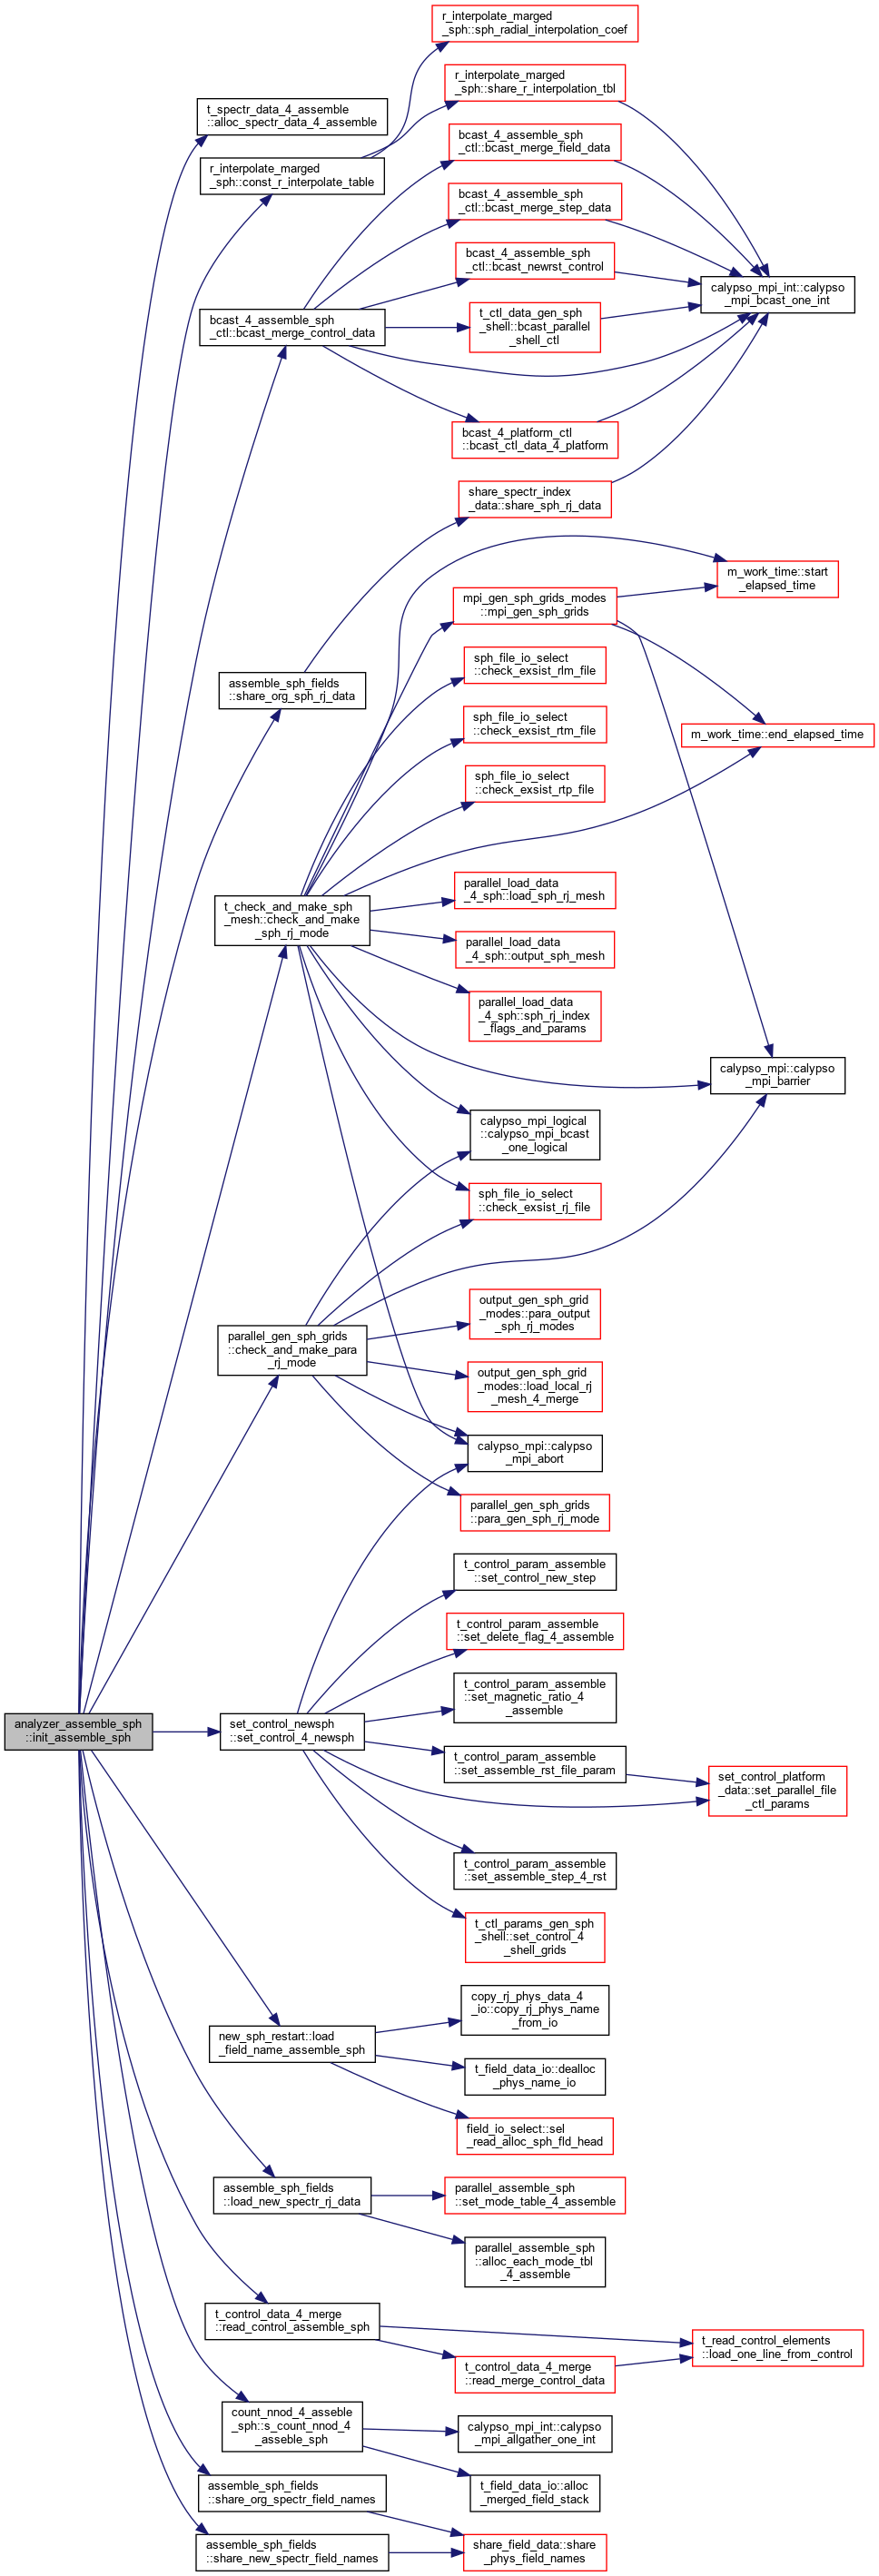 r_interpolate_marged
_sph::sph_radial_interpolation_coef
r_interpolate_marged
_sph::share_r_interpolation_tbl
t_spectr_data_4_assemble
::alloc_spectr_data_4_assemble
bcast_4_assemble_sph
_ctl::bcast_merge_field_data
r_interpolate_marged
_sph::const_r_interpolate_table
bcast_4_assemble_sph
_ctl::bcast_merge_step_data
bcast_4_assemble_sph
_ctl::bcast_newrst_control
calypso_mpi_int::calypso
_mpi_bcast_one_int
bcast_4_assemble_sph
_ctl::bcast_merge_control_data
t_ctl_data_gen_sph
_shell::bcast_parallel
_shell_ctl
bcast_4_platform_ctl
::bcast_ctl_data_4_platform
share_spectr_index
_data::share_sph_rj_data
m_work_time::start
_elapsed_time
mpi_gen_sph_grids_modes
::mpi_gen_sph_grids
sph_file_io_select
::check_exsist_rlm_file
assemble_sph_fields
::share_org_sph_rj_data
sph_file_io_select
::check_exsist_rtm_file
m_work_time::end_elapsed_time
sph_file_io_select
::check_exsist_rtp_file
parallel_load_data
_4_sph::load_sph_rj_mesh
t_check_and_make_sph
_mesh::check_and_make
_sph_rj_mode
parallel_load_data
_4_sph::output_sph_mesh
parallel_load_data
_4_sph::sph_rj_index
_flags_and_params
calypso_mpi::calypso
_mpi_barrier
calypso_mpi_logical
::calypso_mpi_bcast
_one_logical
sph_file_io_select
::check_exsist_rj_file
output_gen_sph_grid
_modes::para_output
_sph_rj_modes
parallel_gen_sph_grids
::check_and_make_para
_rj_mode
output_gen_sph_grid
_modes::load_local_rj
_mesh_4_merge
calypso_mpi::calypso
_mpi_abort
parallel_gen_sph_grids
::para_gen_sph_rj_mode
t_control_param_assemble
::set_control_new_step
t_control_param_assemble
::set_delete_flag_4_assemble
t_control_param_assemble
::set_magnetic_ratio_4
_assemble
analyzer_assemble_sph
::init_assemble_sph
set_control_newsph
::set_control_4_newsph
t_control_param_assemble
::set_assemble_rst_file_param
set_control_platform
_data::set_parallel_file
_ctl_params
t_control_param_assemble
::set_assemble_step_4_rst
t_ctl_params_gen_sph
_shell::set_control_4
_shell_grids
copy_rj_phys_data_4
_io::copy_rj_phys_name
_from_io
new_sph_restart::load
_field_name_assemble_sph
t_field_data_io::dealloc
_phys_name_io
field_io_select::sel
_read_alloc_sph_fld_head
assemble_sph_fields
::load_new_spectr_rj_data
parallel_assemble_sph
::set_mode_table_4_assemble
parallel_assemble_sph
::alloc_each_mode_tbl
_4_assemble
t_control_data_4_merge
::read_control_assemble_sph
t_read_control_elements
::load_one_line_from_control
t_control_data_4_merge
::read_merge_control_data
count_nnod_4_asseble
_sph::s_count_nnod_4
_asseble_sph
calypso_mpi_int::calypso
_mpi_allgather_one_int
assemble_sph_fields
::share_org_spectr_field_names
t_field_data_io::alloc
_merged_field_stack
assemble_sph_fields
::share_new_spectr_field_names
share_field_data::share
_phys_field_names